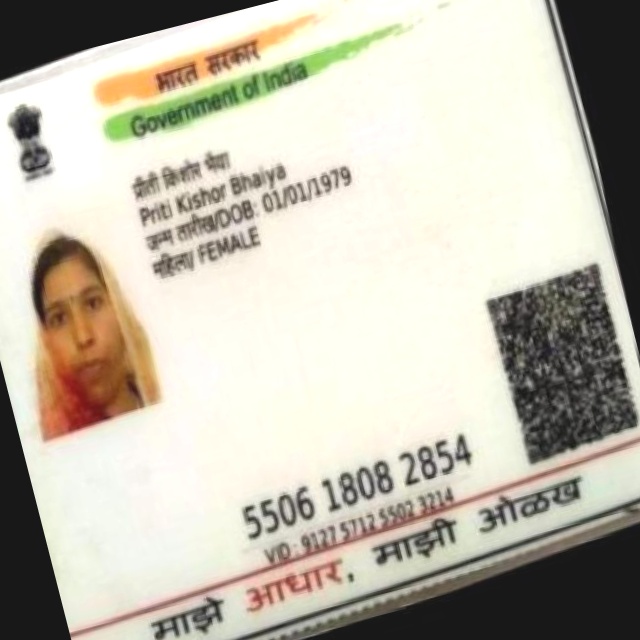 भारत सरकार
Government of India
प्रीती किशोर भैया
Priti Kishor Bhaiya
जन्म तारीख/DOB: 01/01/1979
महिला/ FEMALE
5506 1808 2854
VID : 9127 5712 5502 3214
माझे आधार, माझी ओळख